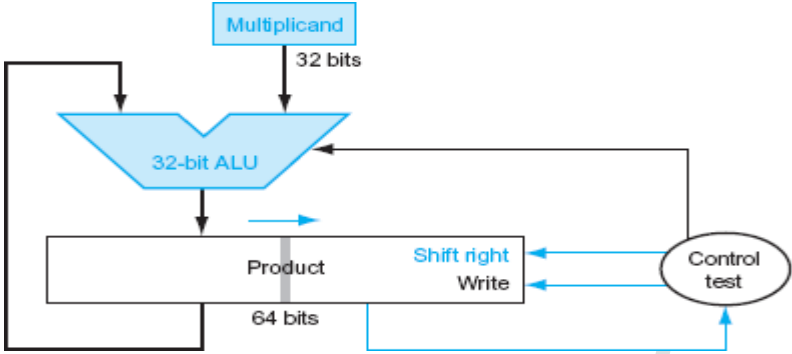 Multiplicand
32 bits
32-bit ALU
Product
Shift right
Write
64 bits
Control
test